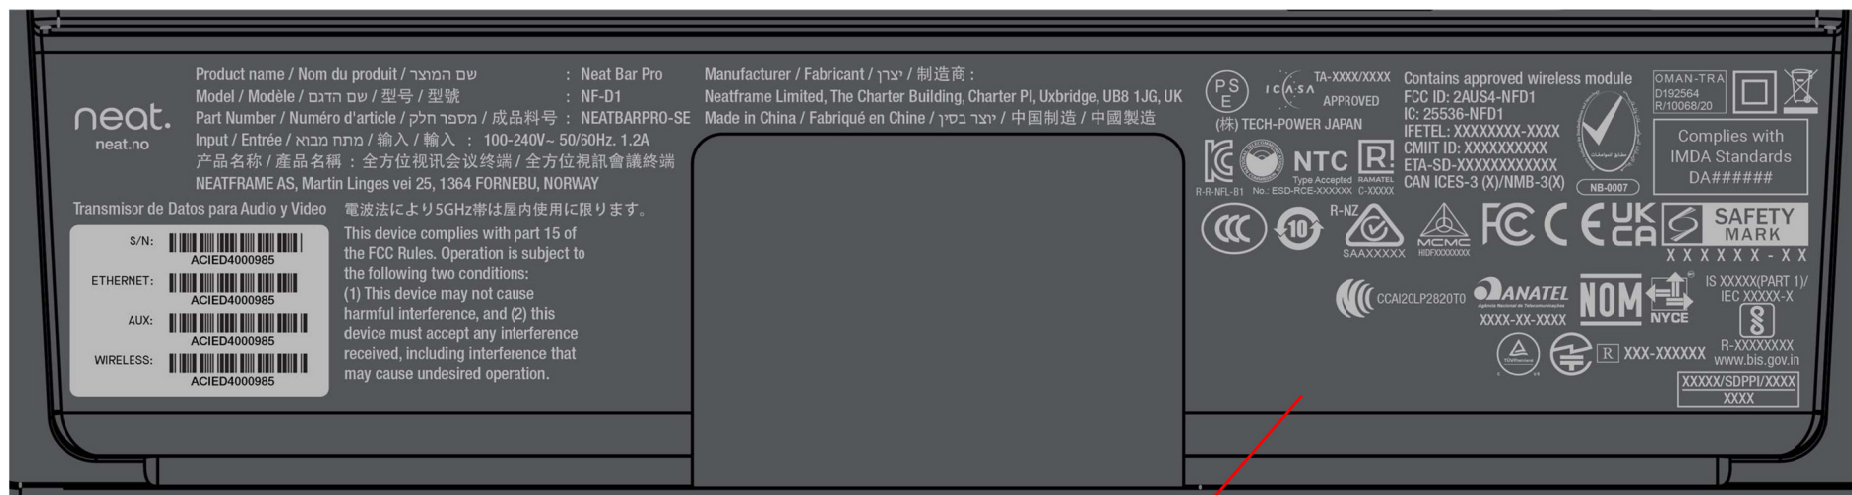 neat.
neat.no
Product name / Nom du produit / שם המוצר : Neat Bar Pro
Model / Modèle / שם הדגם / 型号 / 型號 : NF-D1
Part Number / Numéro d'article / מספר חלק / 成品料号 : NEATBARPRO-SE
Input / Entrée / מתח מבוא / 输入 / 輸入 : 100-240V~ 50/60Hz. 1.2A
产品名称 / 產品名稱 : 全方位视讯会议终端 / 全方位視訊會議終端
NEATFRAME AS, Martin Linges vei 25, 1364 FORNEBU, NORWAY
Manufacturer / Fabricant / יצרן / 制造商 :
Neatframe Limited, The Charter Building, Charter Pl, Uxbridge, UB8 1JG, UK
Made in China / Fabriqué en Chine / יוצר בסין / 中国制造 / 中國製造
Transmisor de Datos para Audio y Video
電波法により5GHz帯は屋内使用に限ります。
S/N:
ACIED4000985
ETHERNET:
ACIED4000985
AUX:
ACIED4000985
WIRELESS:
ACIED4000985
This device complies with part 15 of
the FCC Rules. Operation is subject to
the following two conditions:
(1) This device may not cause
harmful interference, and (2) this
device must accept any interference
received, including interference that
may cause undesired operation.
PS
E
(株) TECH-POWER JAPAN
ICASA
TA-XXXX/XXXX
APPROVED
R-R-NFL-B1
NTC
Type Accepted
No.: ESD-RCE-XXXXXX
R!
RAMATEL
C-XXXXX
Contains approved wireless module
FCC ID: 2AUS4-NFD1
IC: 25536-NFD1
IFETEL: XXXXXXXX-XXXX
CMIIT ID: XXXXXXXXXX
ETA-SD-XXXXXXXXXXXX
CAN ICES-3 (X)/NMB-3(X)
NB-0007
OMAN-TRA
D192564
R/10068/20
Complies with
IMDA Standards
DA######
CCC
10
R-NZ
SAAXXXXX
MCMC
HIDFXXXXXXXX
FC
CE
UK
CA
SAFETY
MARK
X X X X X X - X X
CCAI20LP2820T0
ANATEL
Agência Nacional de Telecomunicações
XXXX-XX-XXXX
NOM
NYCE
IS XXXXX(PART 1)/
IEC XXXXX-X
R-XXXXXXXX
www.bis.gov.in
R XXX-XXXXXX
XXXXX/SDPPI/XXXX
XXXX